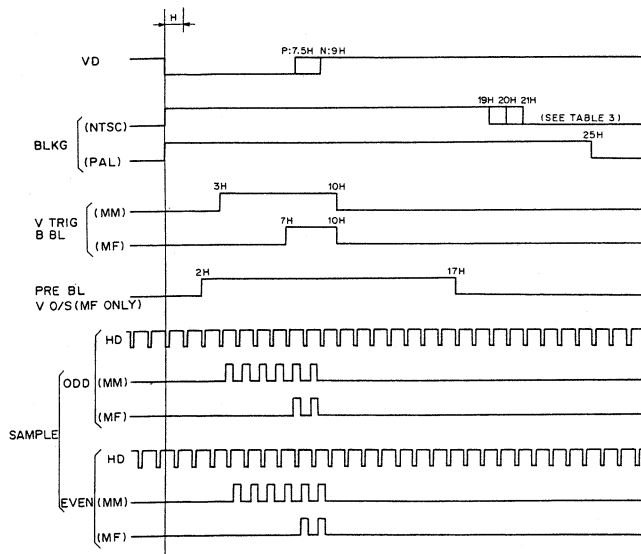 H
VD
P:7.5H N:9H
BLKG
(NTSC)
19H 20H 21H
(SEE TABLE 3)
(PAL)
25H
V TRIG
B BL
(MM)
3H
10H
(MF)
7H
10H
PRE BL
V O/S (MF ONLY)
2H
17H
SAMPLE
ODD
HD
(MM)
(MF)
EVEN
HD
(MM)
(MF)